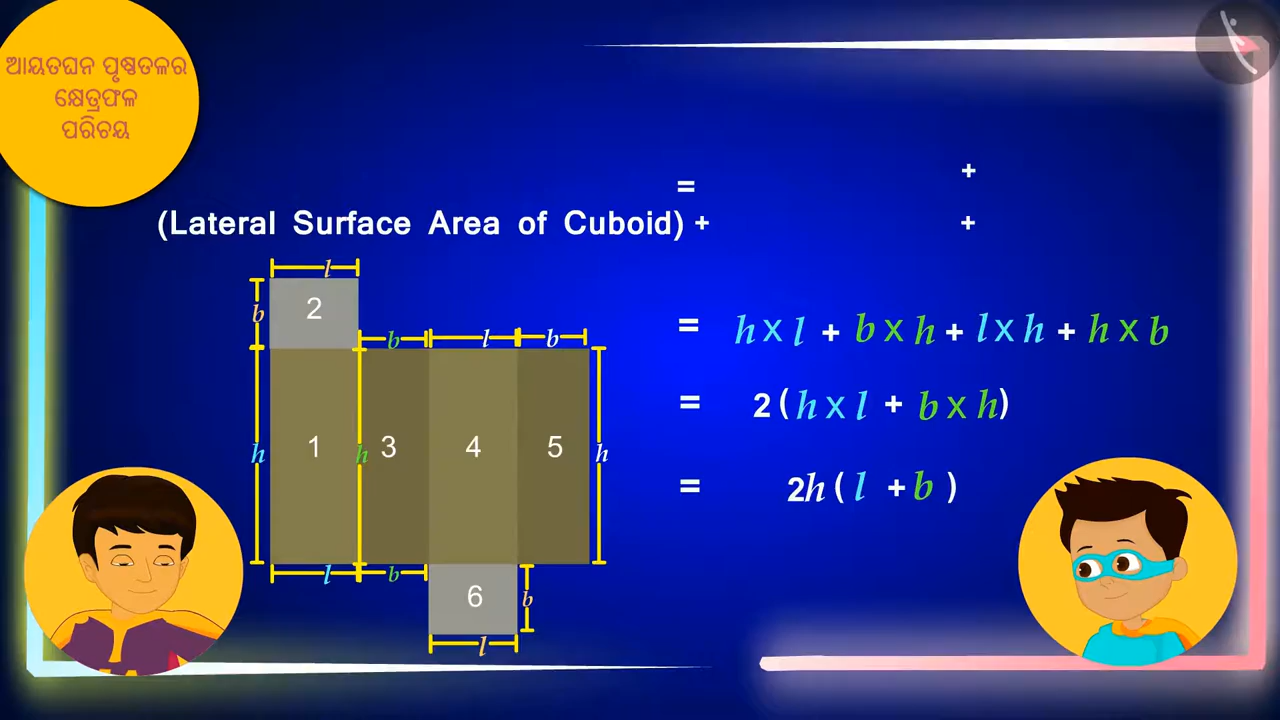 ଆୟତଘନ ପୃଷ୍ଠତଳର
କ୍ଷେତ୍ରଫଳ
ପରିଚୟ
= +
(Lateral Surface Area of Cuboid) + +
l
b 2
b l b
= h x l + b x h + l x h + h x b
= 2 ( h x l + b x h )
h 1 h 3 4 5 h
= 2h ( l + b )
l b
6 b
l